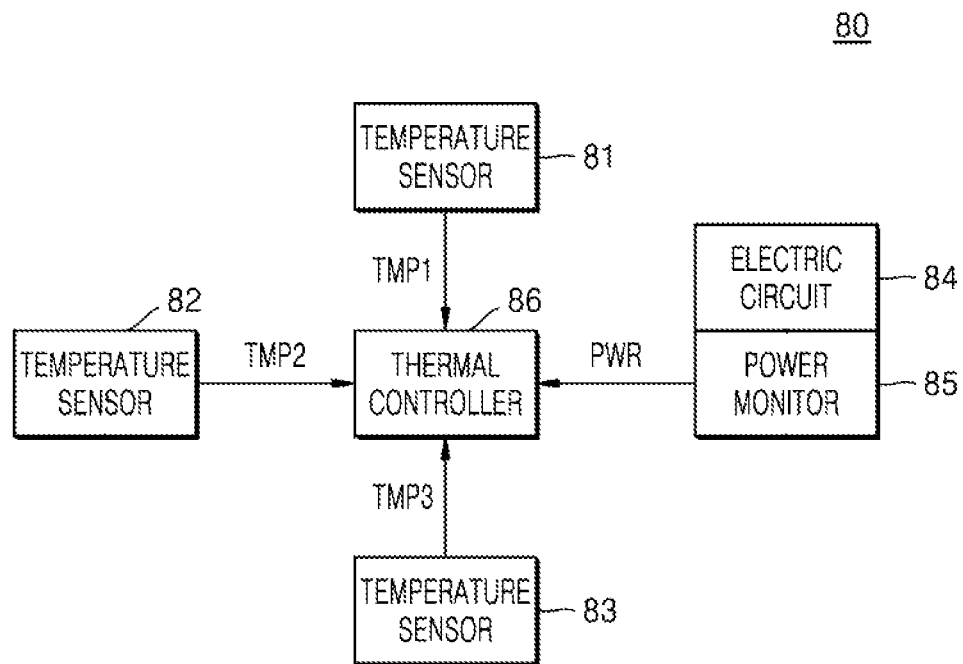 80
TEMPERATURE
SENSOR
81
TMP1
ELECTRIC
CIRCUIT
84
82
86
TEMPERATURE
SENSOR
TMP2
THERMAL
CONTROLLER
PWR
POWER
MONITOR
85
TMP3
TEMPERATURE
SENSOR
83